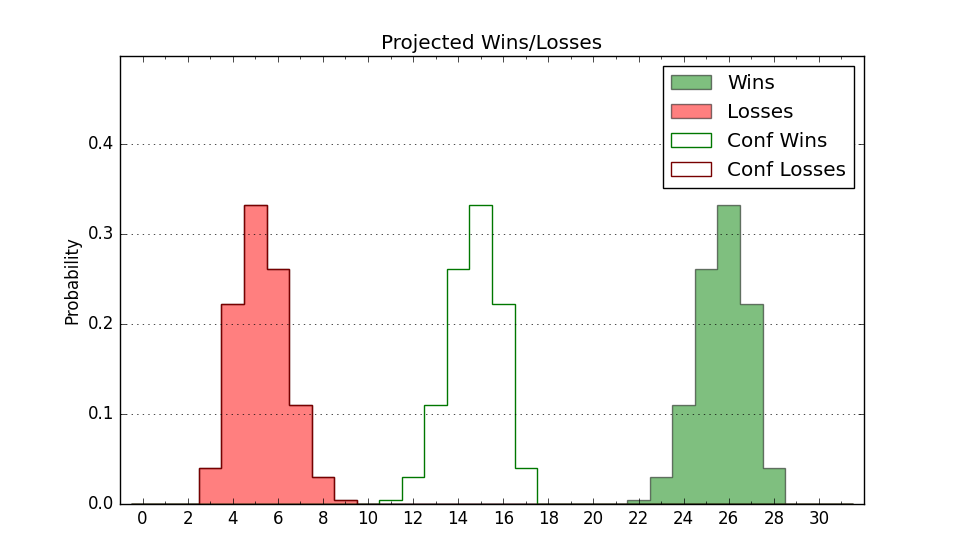 Projected Wins/Losses
Wins
Losses
Conf Wins
Conf Losses
Probability
0.4
0.3
0.2
0.1
0.0
0 2 4 6 8 10 12 14 16 18 20 22 24 26 28 30